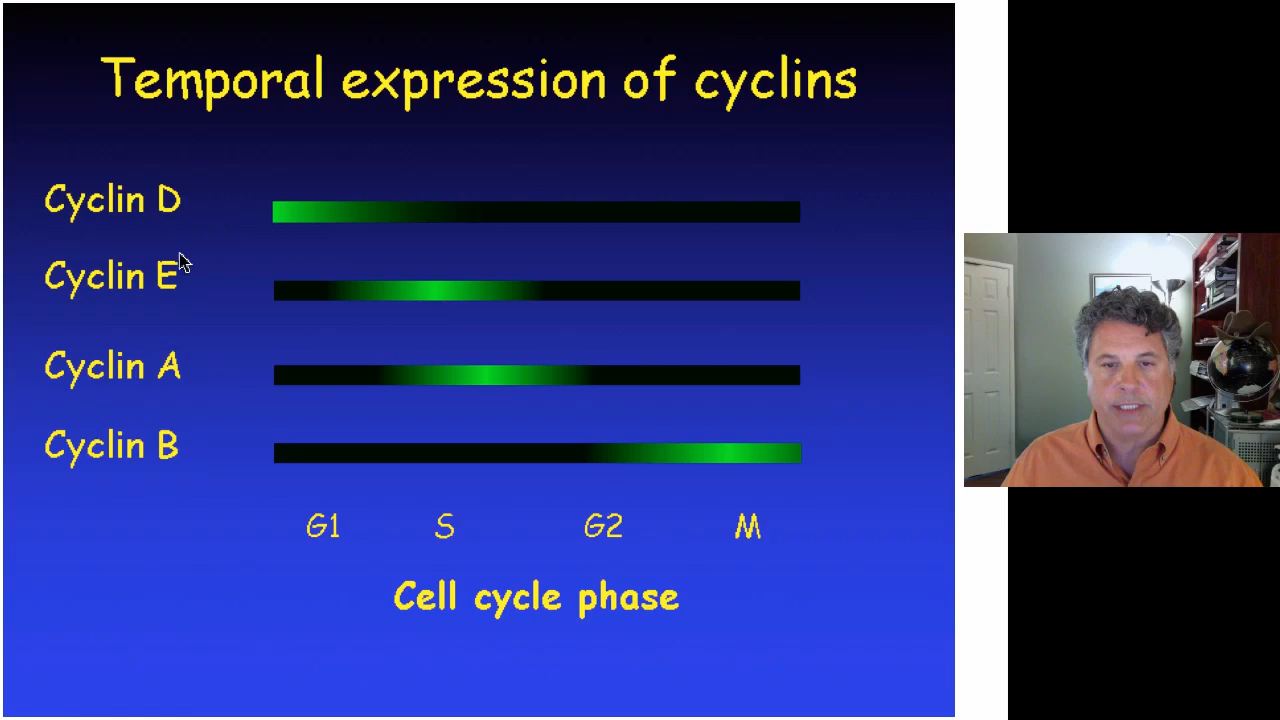 Temporal expression of cyclins
Cyclin D
Cyclin E
Cyclin A
Cyclin B
G1 S G2 M
Cell cycle phase